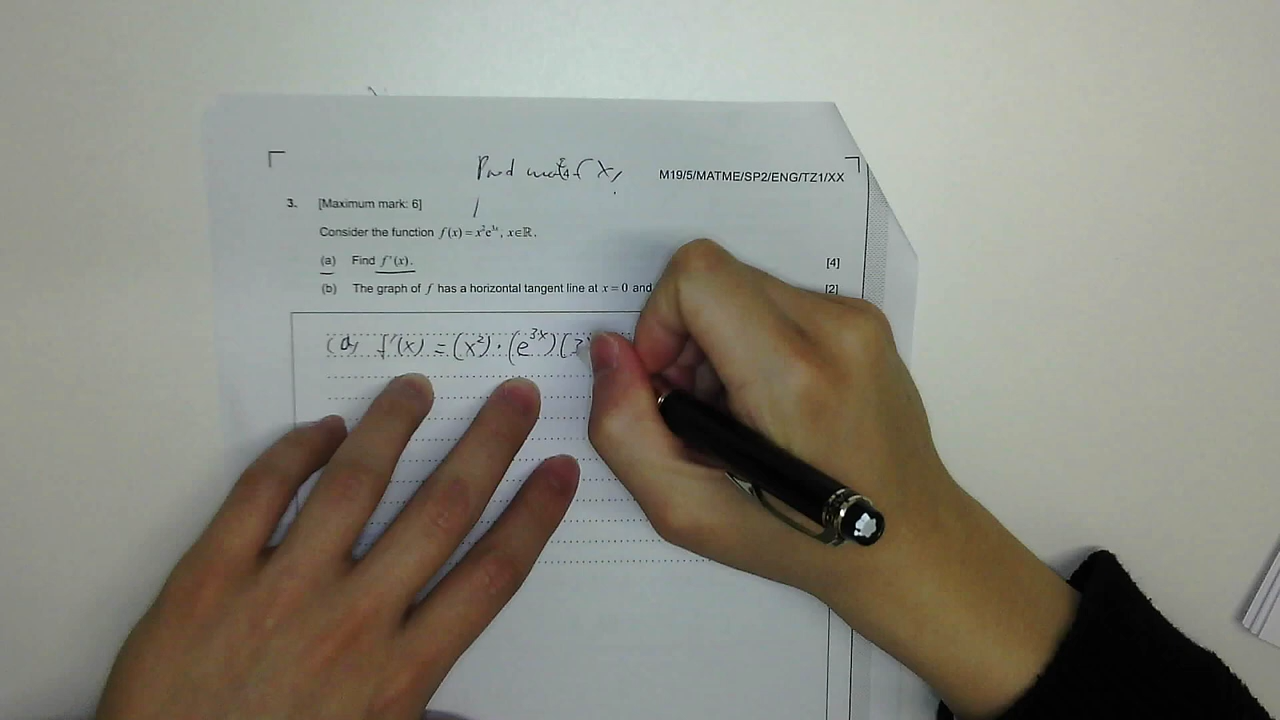 M19/5/MATME/SP2/ENG/TZ1/XX
3. [Maximum mark: 6]
Consider the function f(x) = x²e³ˣ, x∈ℝ.
(a) Find f′(x). [4]
(b) The graph of f has a horizontal tangent line at x = 0 and [2]
(a) f′(x) = (x²)·(e³ˣ)(3